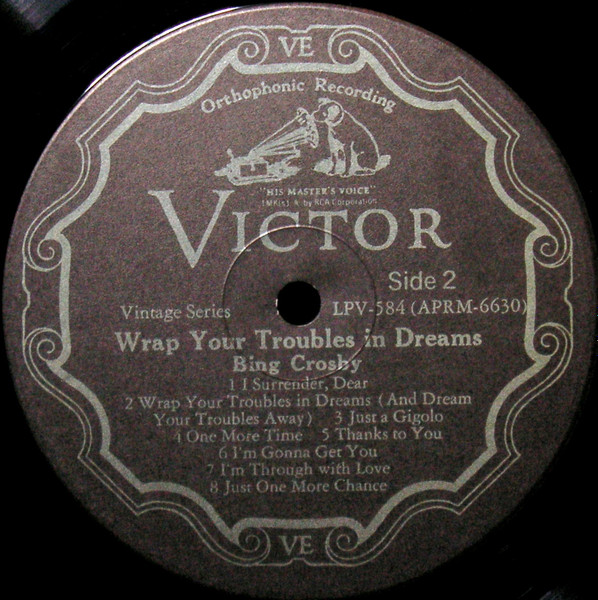 VE
Orthophonic Recording
"HIS MASTER'S VOICE"
TMK(s) ® by RCA Corporation
VICTOR
Side 2
Vintage Series LPV-584 (APRM-6630)
Wrap Your Troubles in Dreams
Bing Crosby
1 I Surrender, Dear
2 Wrap Your Troubles in Dreams (And Dream
Your Troubles Away) 3 Just a Gigolo
4 One More Time 5 Thanks to You
6 I'm Gonna Get You
7 I'm Through with Love
8 Just One More Chance
VE